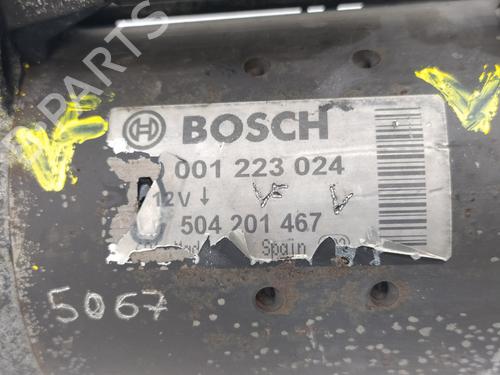 PARTS
BOSCH
001 223 024
12V ↓
504 201 467
Spain
5067